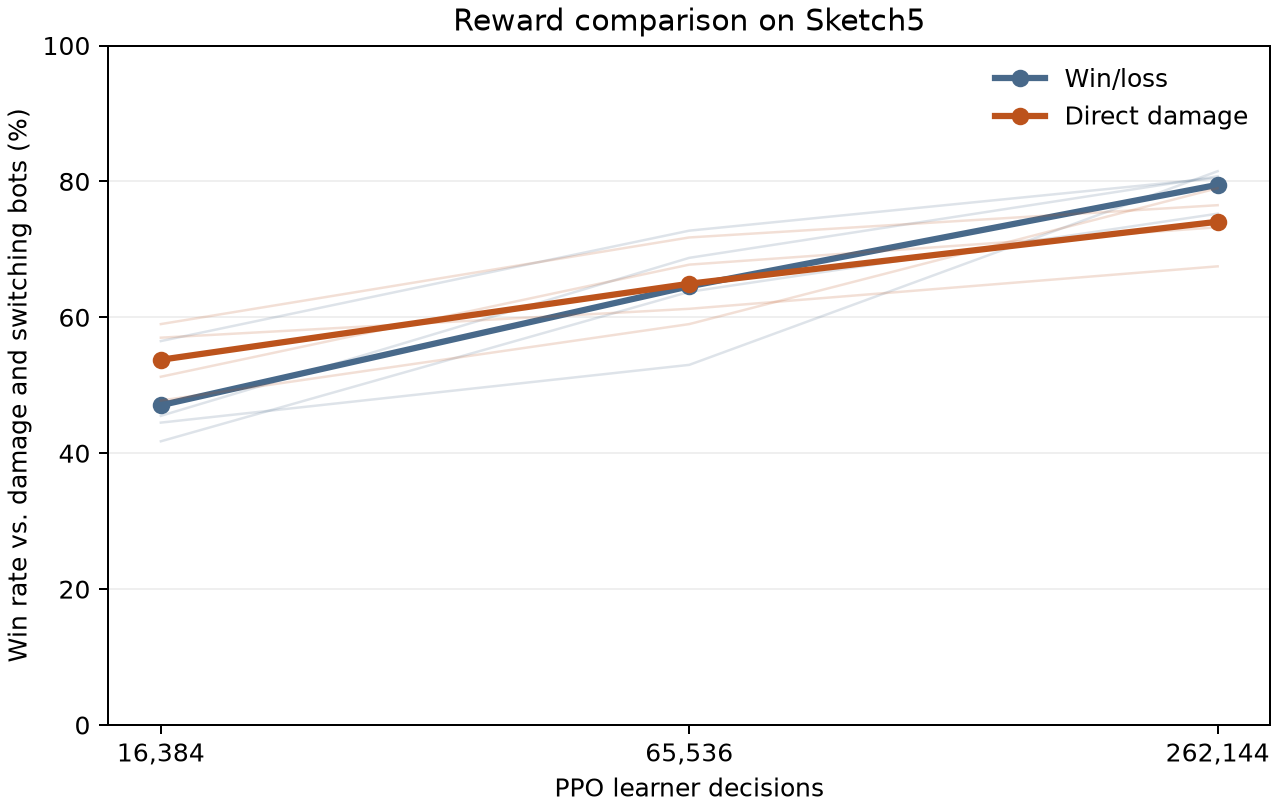 Reward comparison on Sketch5
Win/loss
Direct damage
Win rate vs. damage and switching bots (%)
100
80
60
40
20
0
16,384 65,536 262,144
PPO learner decisions